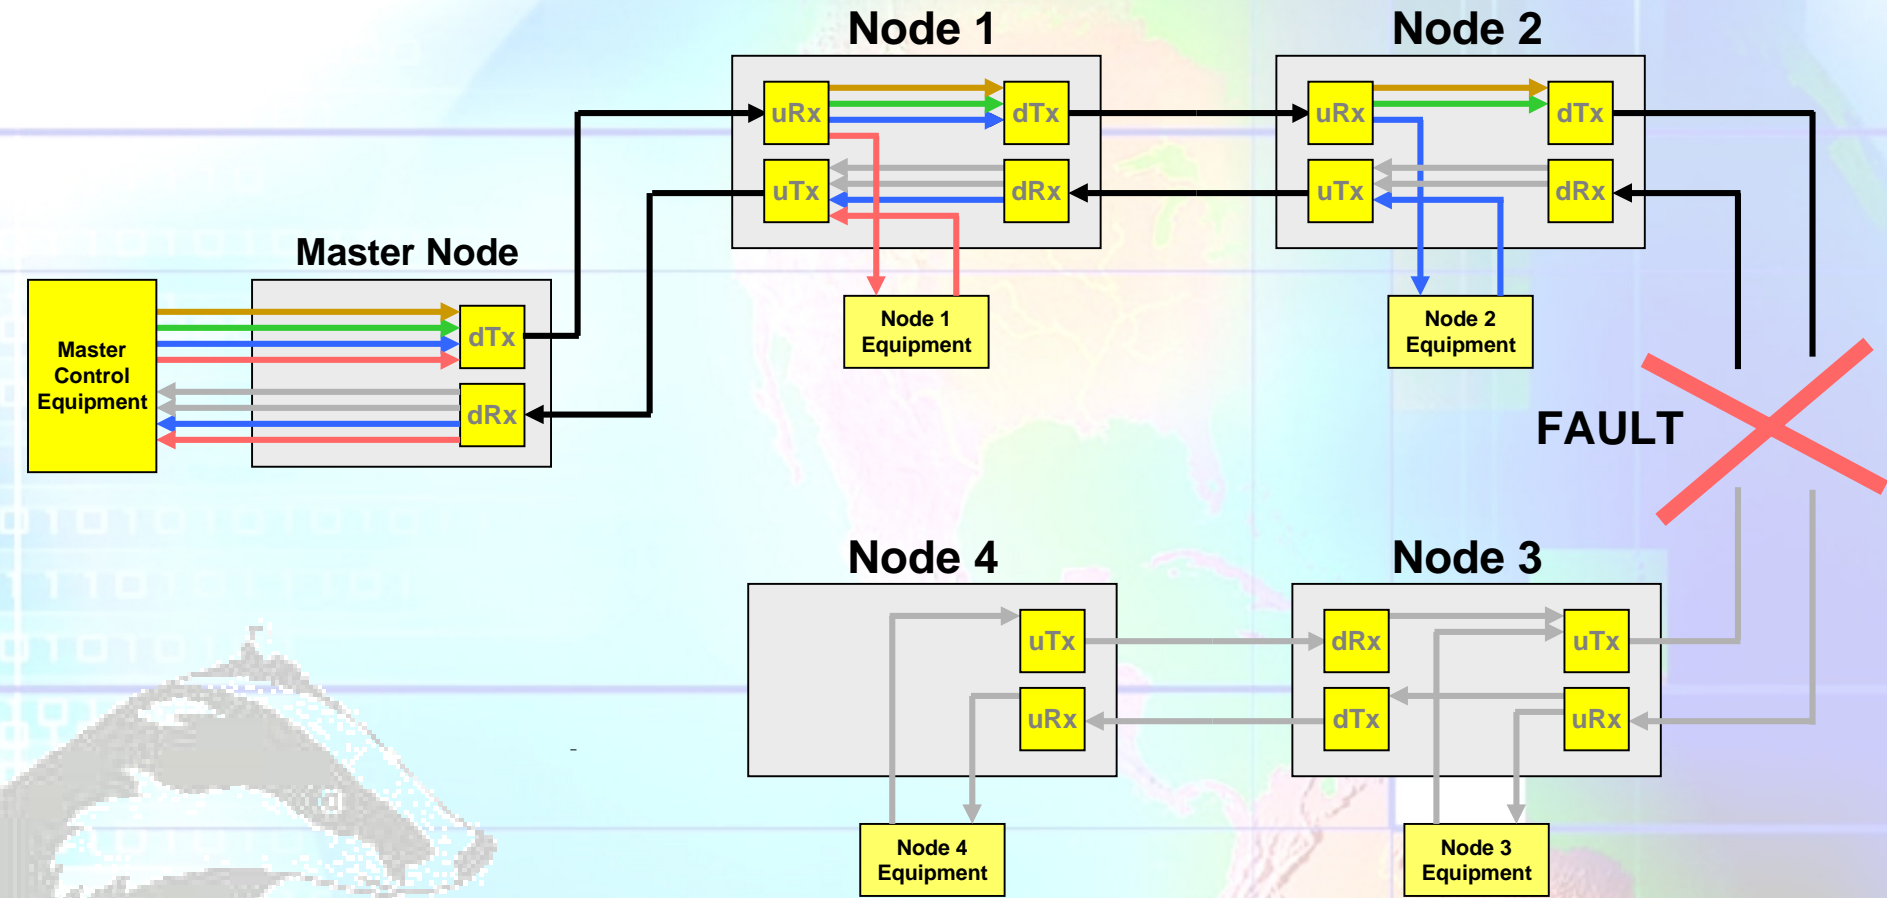 Node 1
Node 2
uRx
dTx
uRx
dTx
uTx
dRx
uTx
dRx
Master Node
Node 1
Equipment
Node 2
Equipment
dTx
Master
Control
Equipment
dRx
FAULT
Node 4
Node 3
uTx
dRx
uTx
uRx
dTx
uRx
Node 4
Equipment
Node 3
Equipment